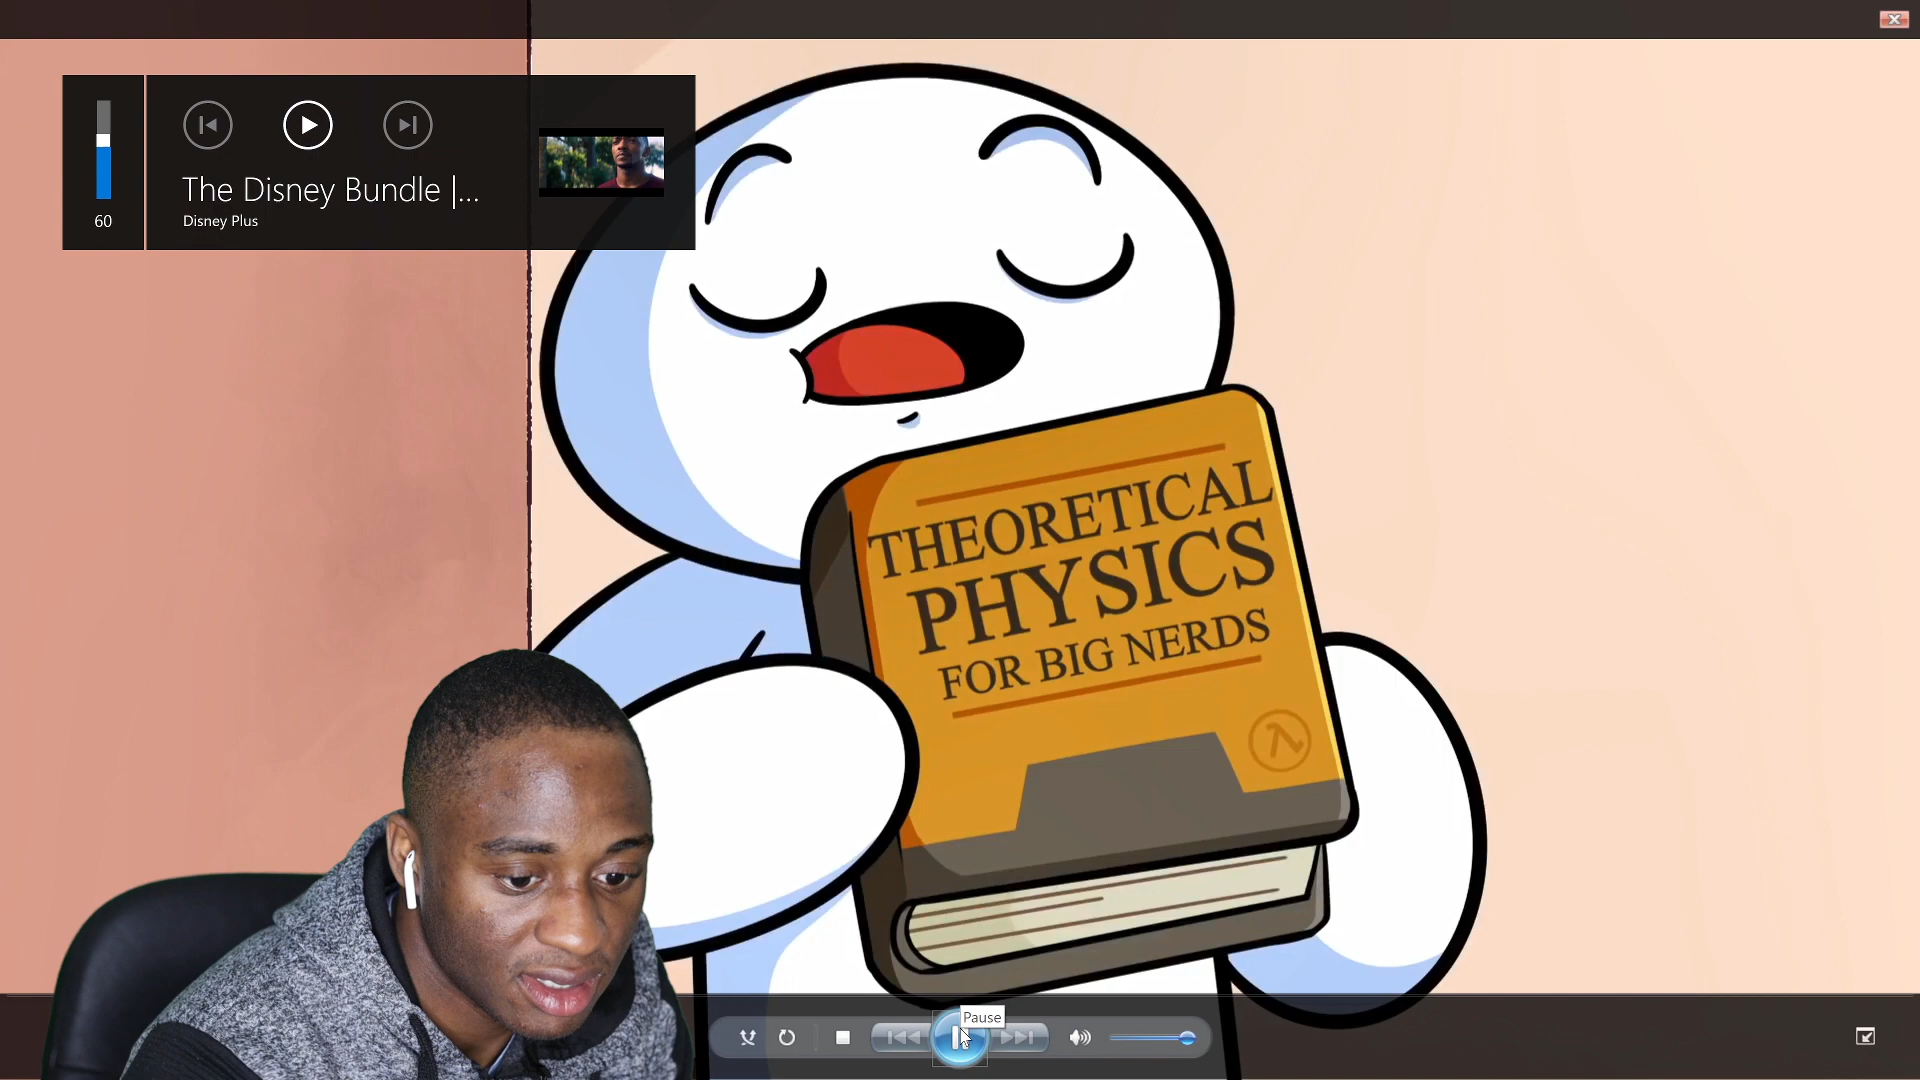 The Disney Bundle |...
Disney Plus
60
THEORETICAL
PHYSICS
FOR BIG NERDS
λ
Pause